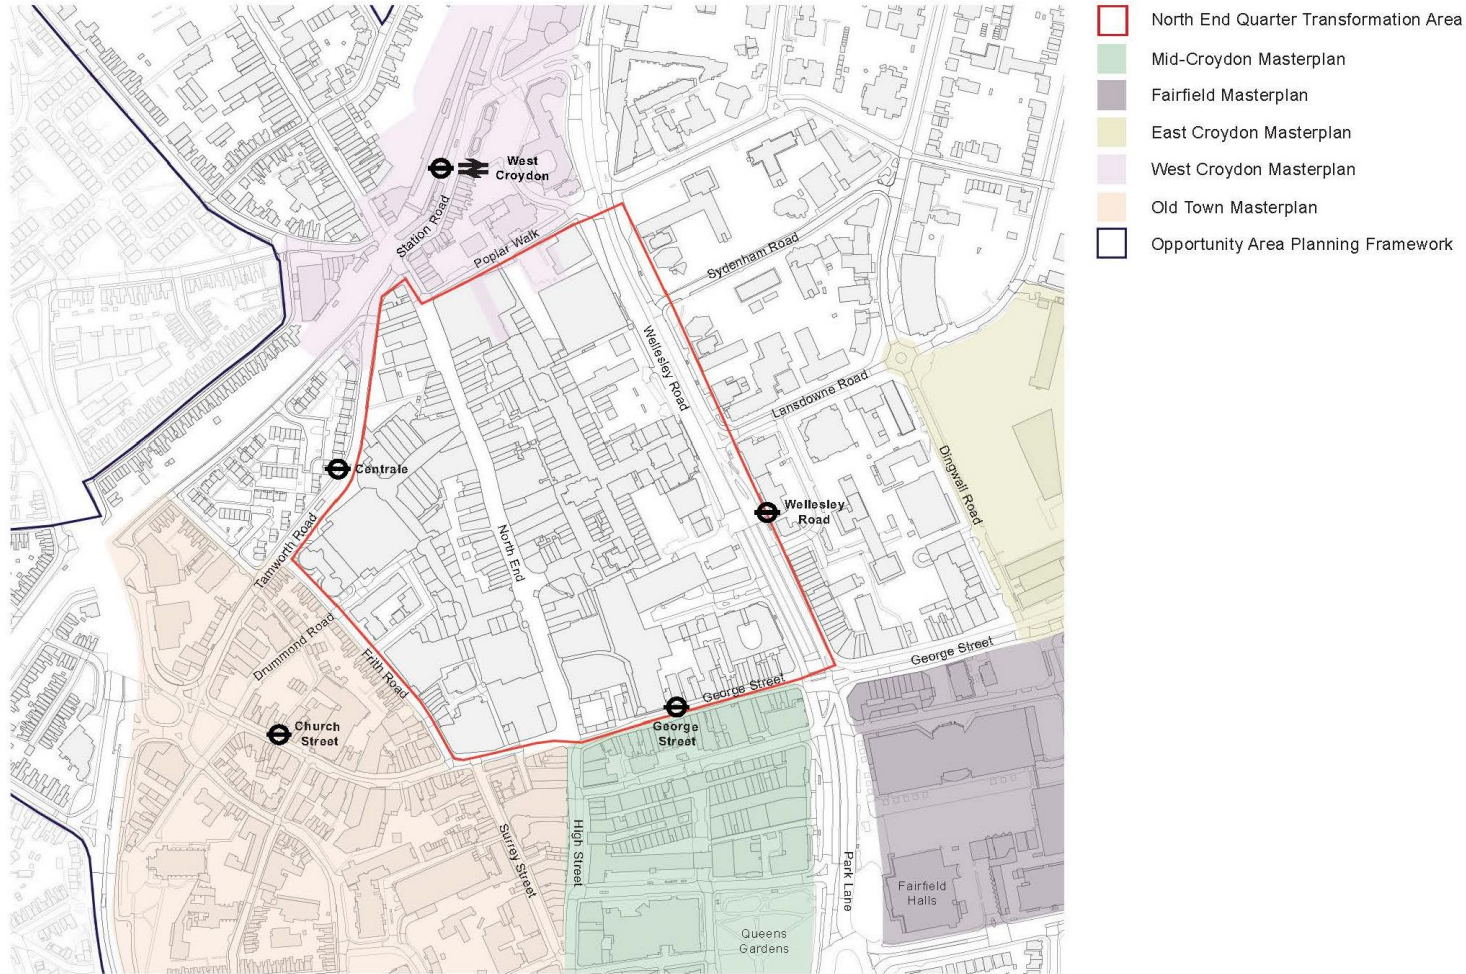 North End Quarter Transformation Area
Mid-Croydon Masterplan
Fairfield Masterplan
East Croydon Masterplan
West Croydon Masterplan
Old Town Masterplan
Opportunity Area Planning Framework
West
Croydon
Station Road
Poplar Walk
Sydenham Road
Wellesley Road
Lansdowne Road
Centrale
Wellesley
Road
Dingwall Road
Tamworth Road
North End
Drummond Road
Frith Road
George Street
George Street
George
Street
Church
Street
Surrey Street
High Street
Park Lane
Fairfield
Halls
Queens
Gardens